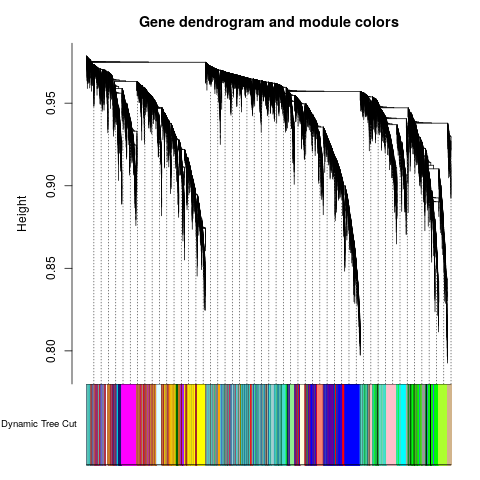 Gene dendrogram and module colors
Height
0.95
0.90
0.85
0.80
Dynamic Tree Cut